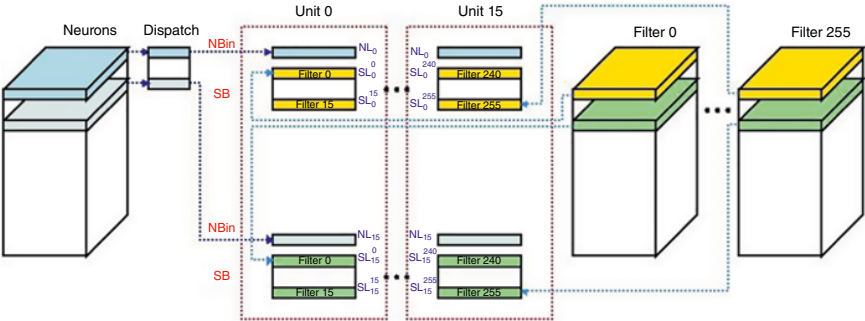 Unit 0
Unit 15
Neurons
Dispatch
Filter 0
Filter 255
NBin
NL0
NL0
SB
Filter 0
SL0 0
SL0 240
Filter 240
Filter 15
SL0 15
SL0 255
Filter 255
NBin
NL15
NL15
SB
Filter 0
SL15 0
SL15 240
Filter 240
Filter 15
SL15 15
SL15 255
Filter 255